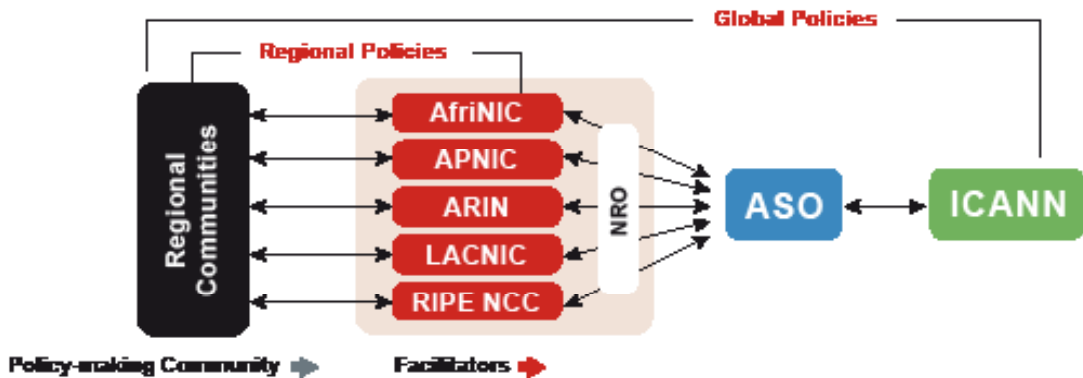 Global Policies
Regional Policies
Regional
Communities
AfriNIC
APNIC
ARIN
LACNIC
RIPE NCC
NRO
ASO
ICANN
Policy-making Community
Facilitators